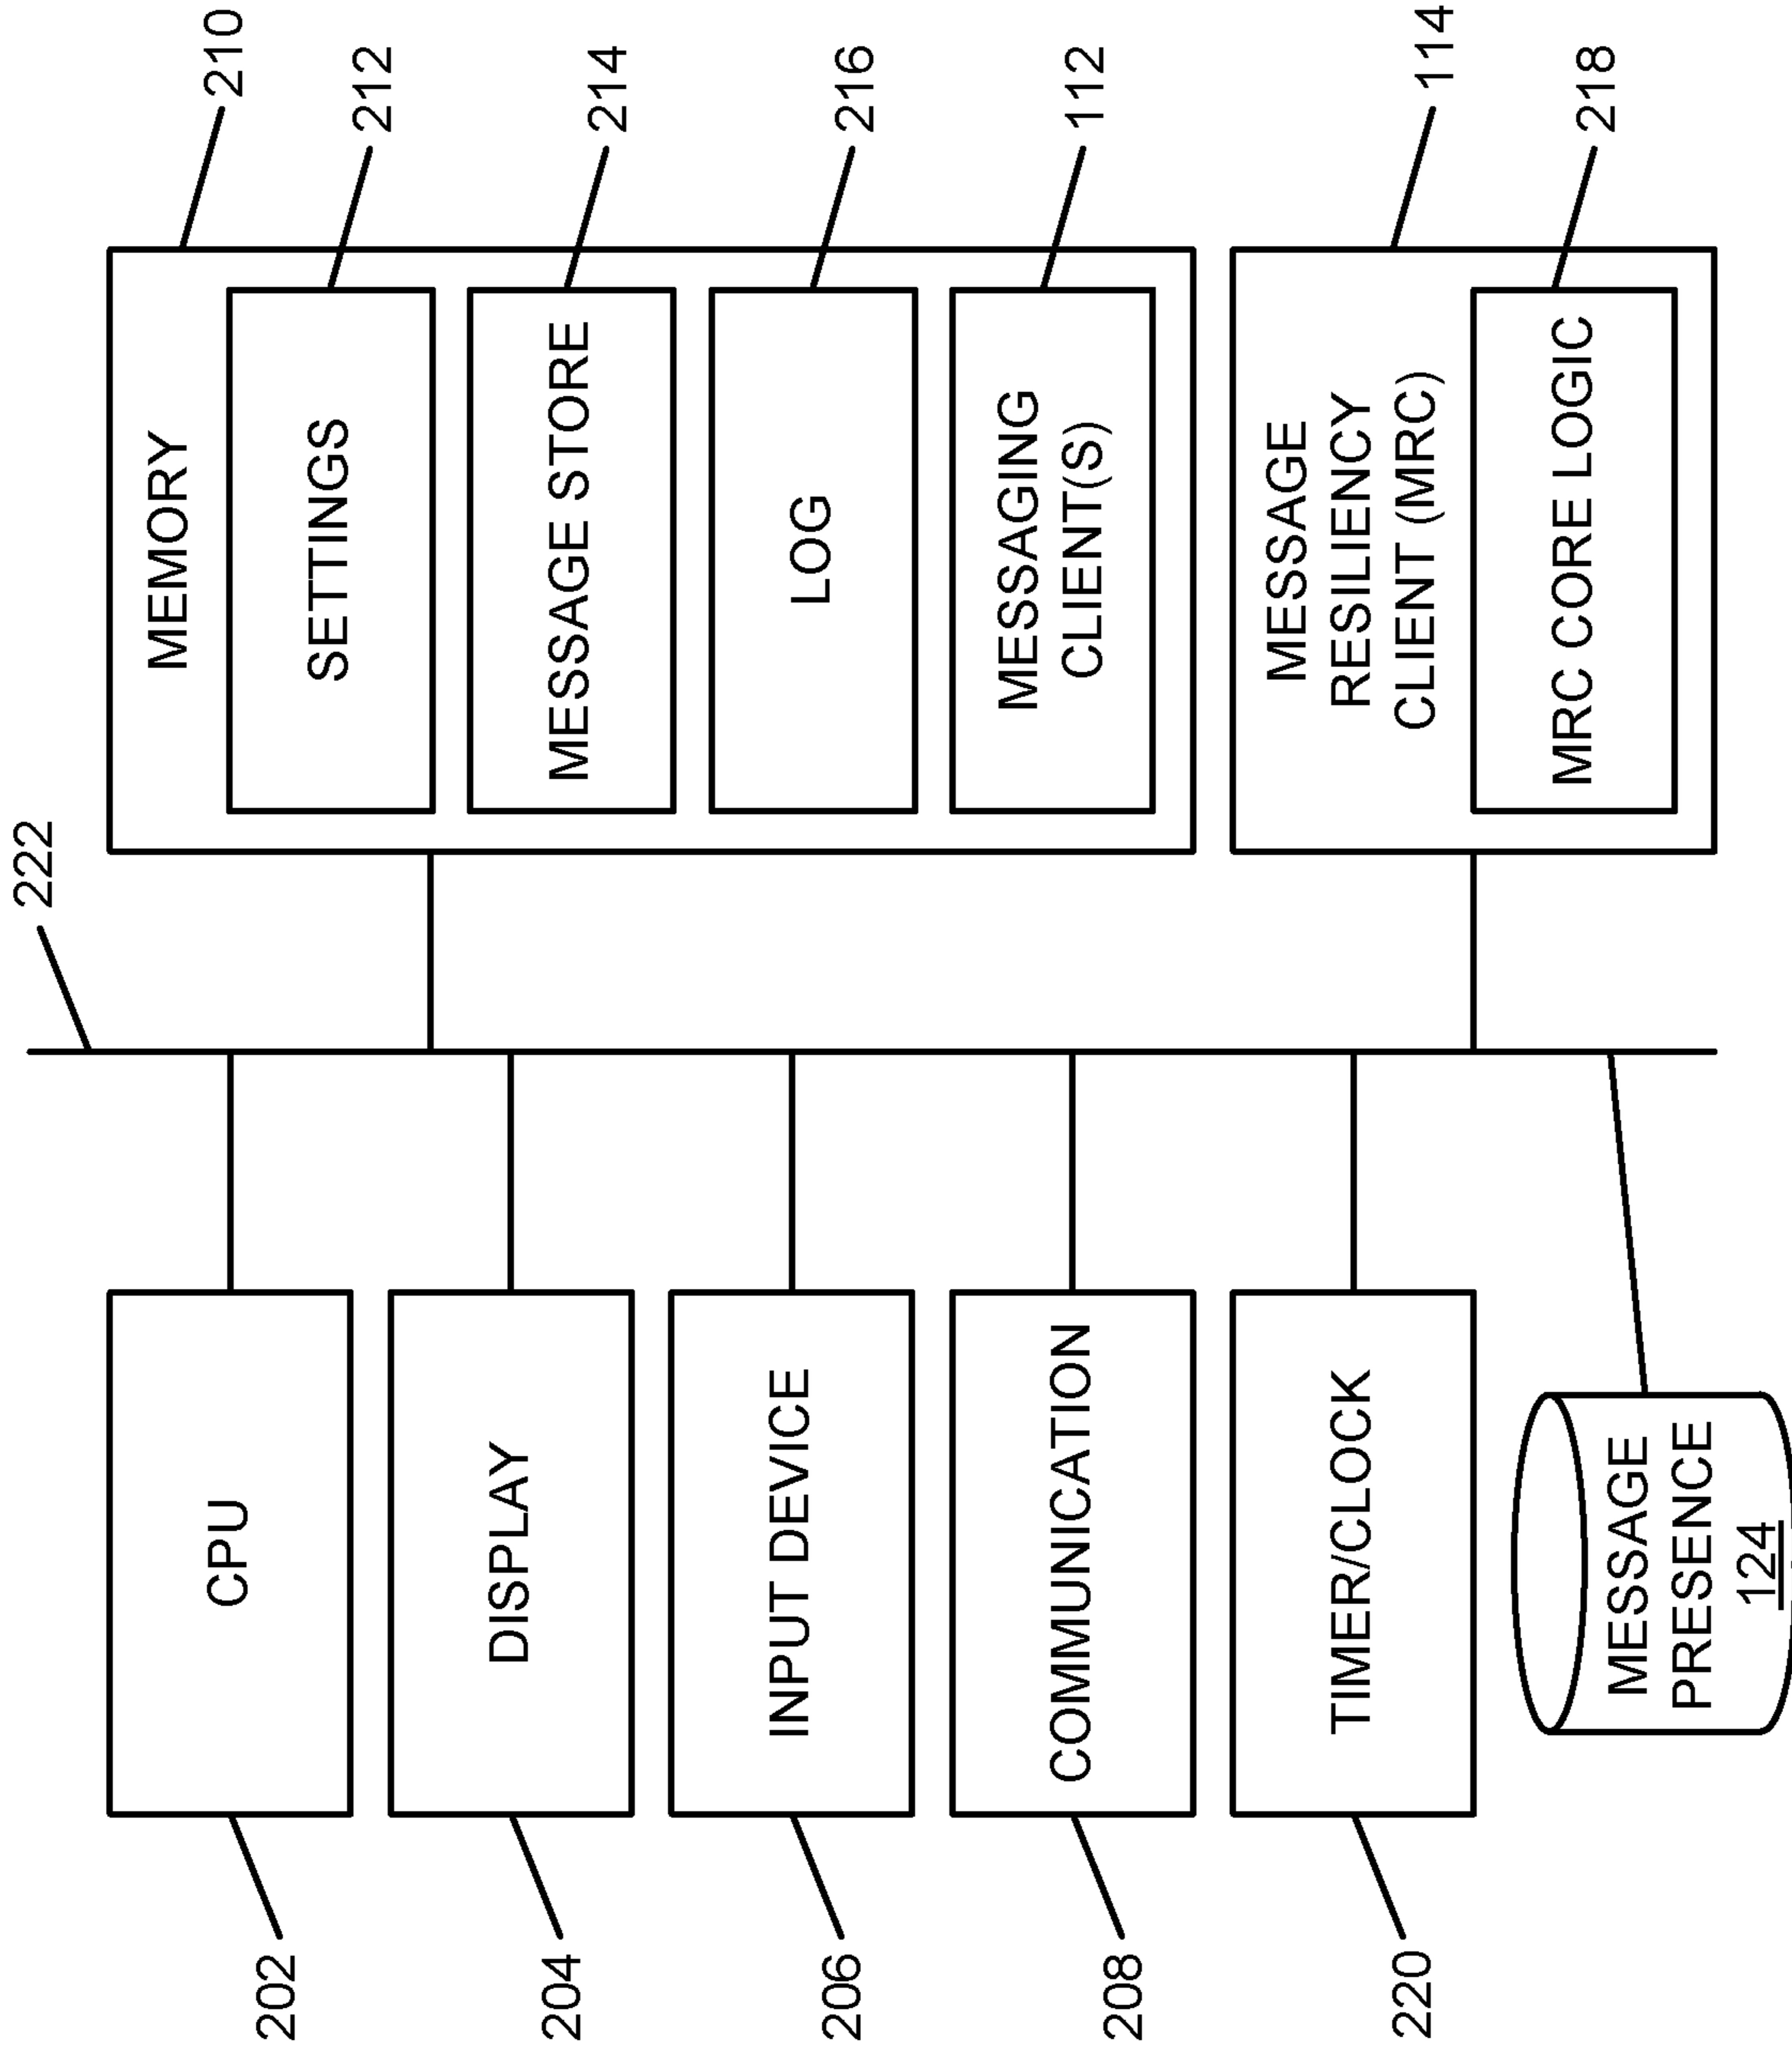 222
202
CPU
204
DISPLAY
206
INPUT DEVICE
208
COMMUNICATION
220
TIMER/CLOCK
MESSAGE
PRESENCE
124
MEMORY
210
SETTINGS
212
MESSAGE STORE
214
LOG
216
MESSAGING
CLIENT(S)
112
MESSAGE
RESILIENCY
CLIENT (MRC)
114
MRC CORE LOGIC
218